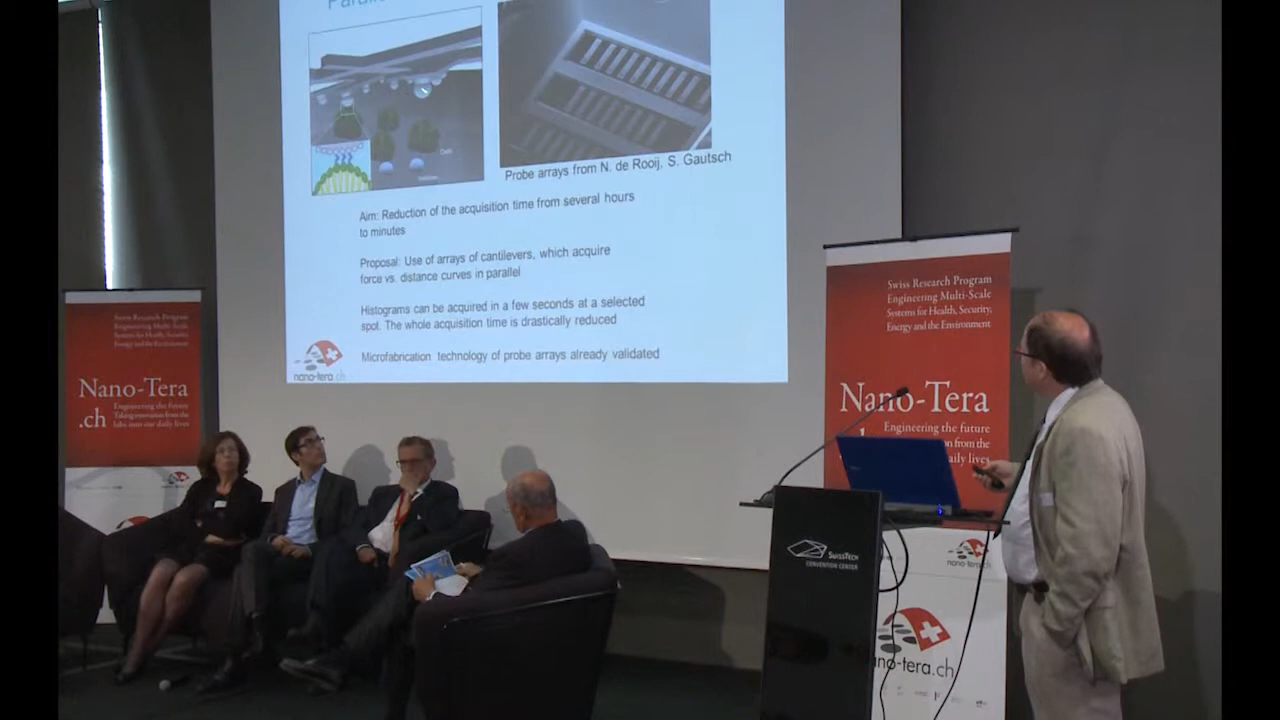 Probe arrays from N. de Rooij, S. Gautsch
Aim: Reduction of the acquisition time from several hours
to minutes
Proposal: Use of arrays of cantilevers, which acquire
force vs. distance curves in parallel
Histograms can be acquired in a few seconds at a selected
spot. The whole acquisition time is drastically reduced
Microfabrication technology of probe arrays already validated
nano-tera.ch
Swiss Research Program
Engineering Multi-Scale
Systems for Health, Security,
Energy and the Environment
Nano-Tera
.ch
Engineering the future
Taking innovation from the
labs into our daily lives
Swiss Research Program
Engineering Multi-Scale
Systems for Health, Security,
Energy and the Environment
Nano-Tera
Engineering the future
from the
daily lives
SwissTech
Convention Center
nano-tera.ch
no-tera.ch